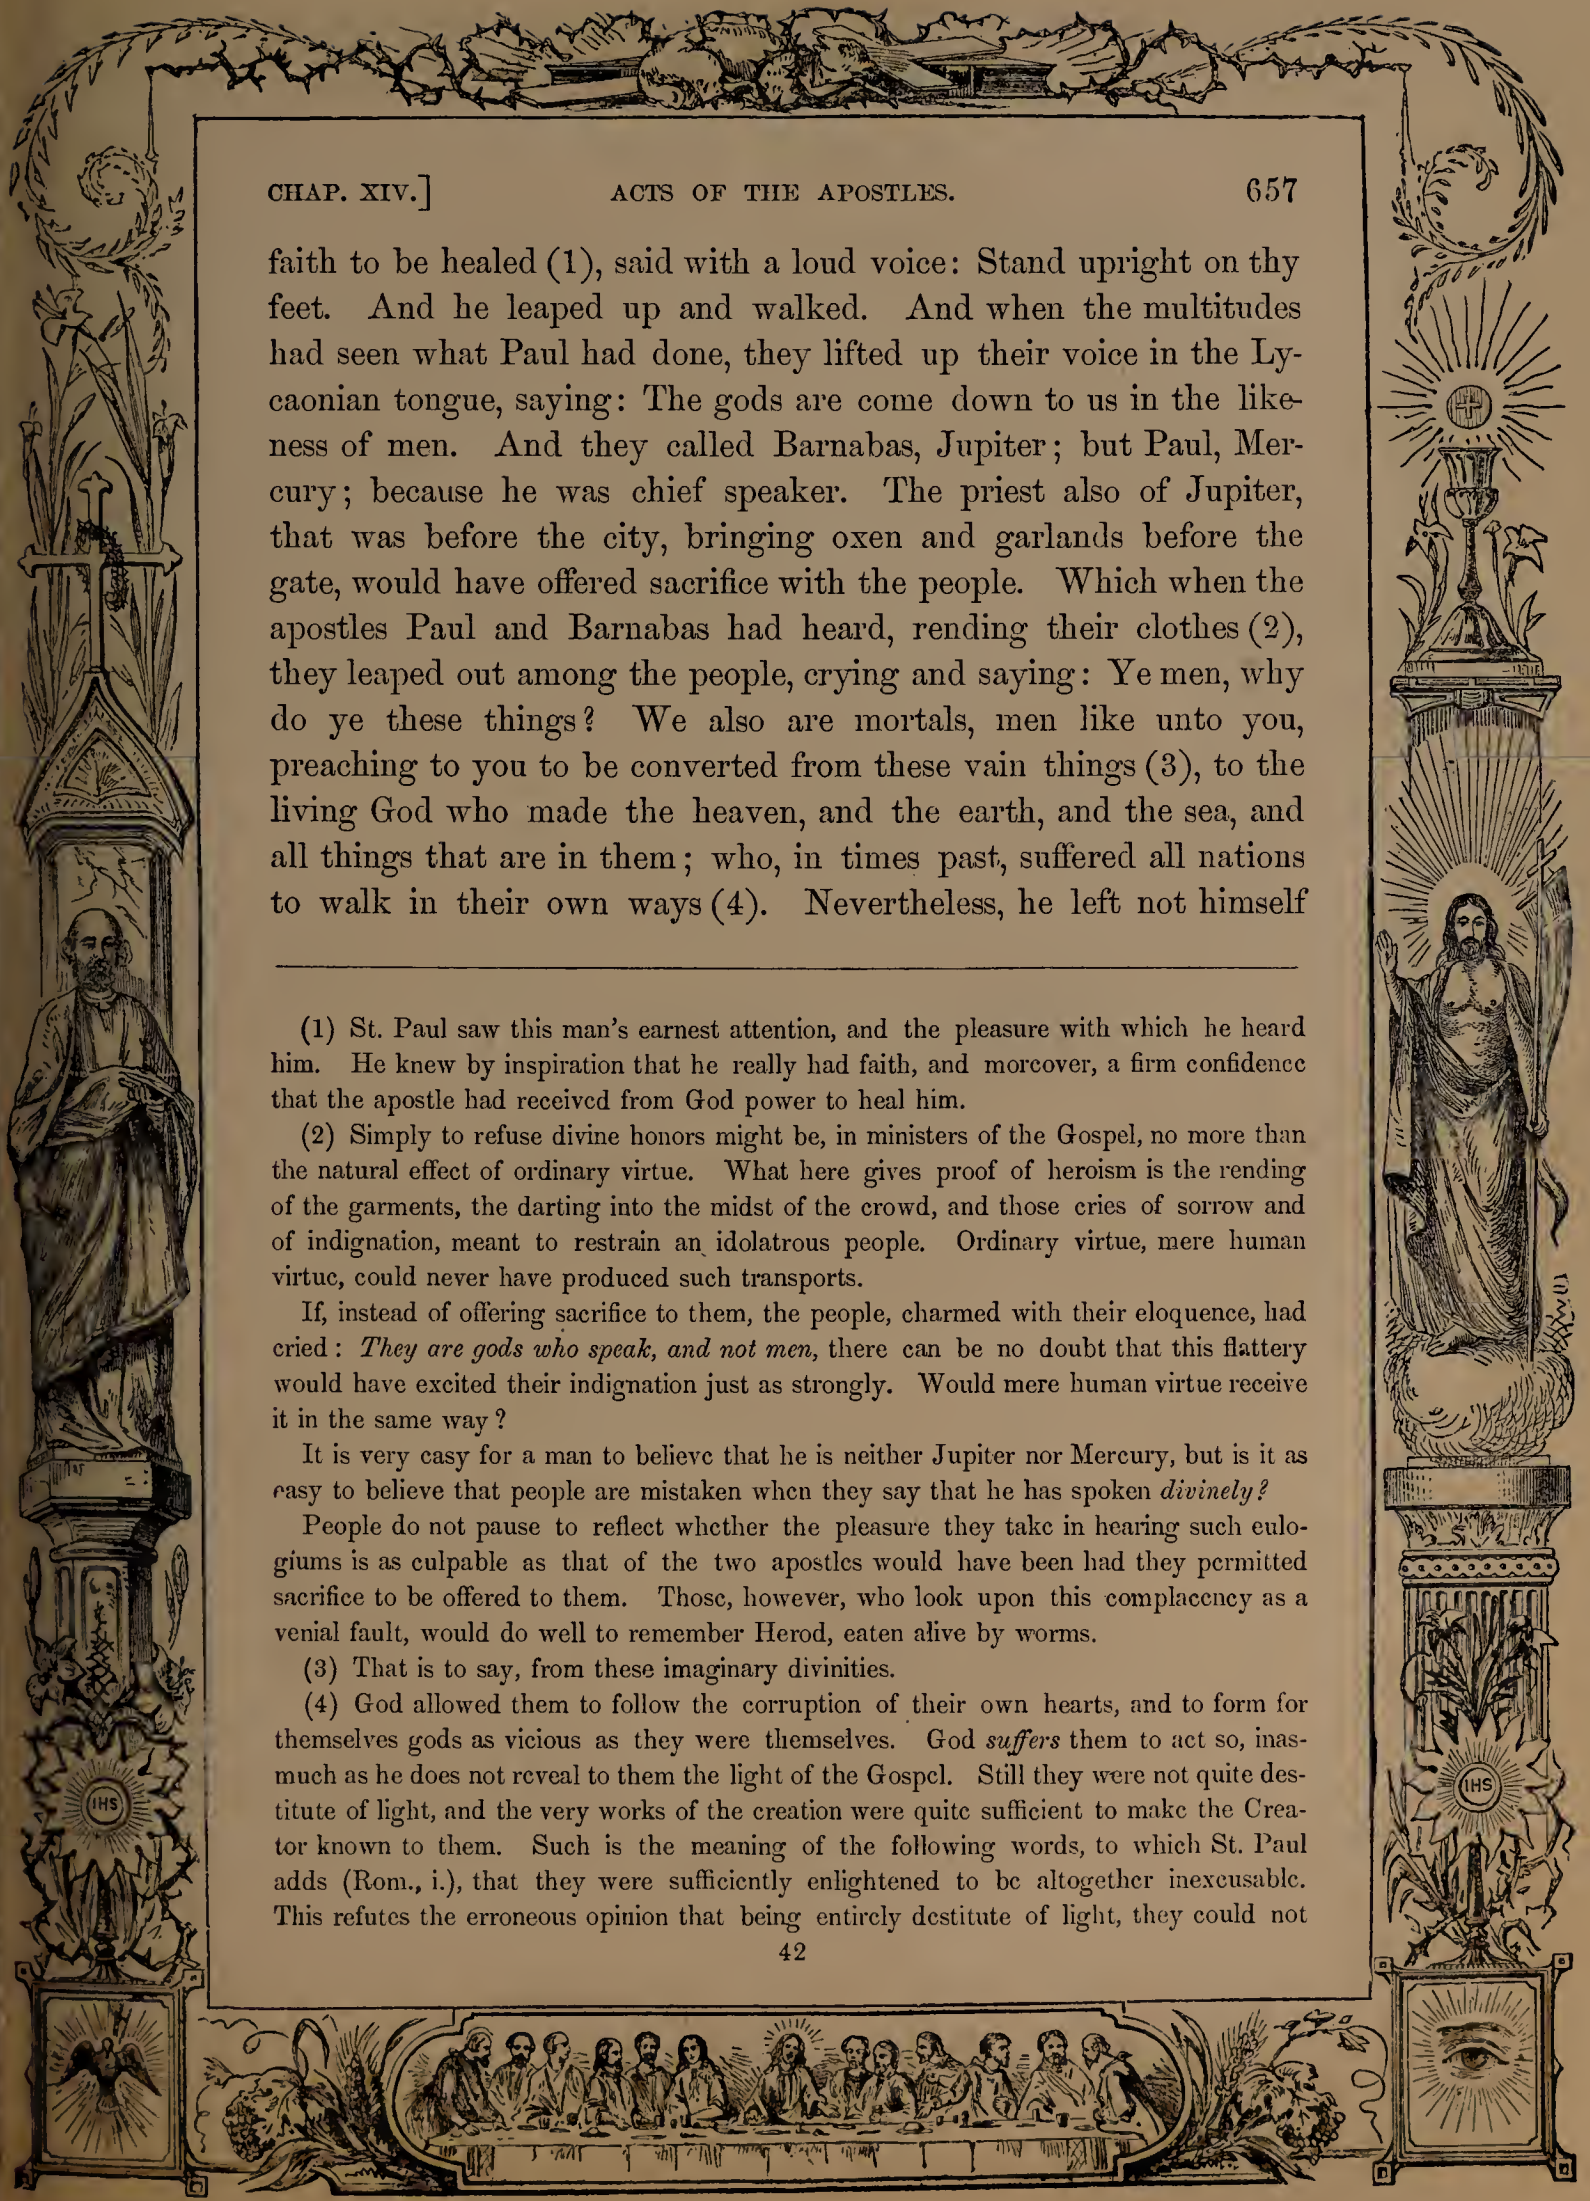 CHAP. XIV.] ACTS OF THE APOSTLES. 657
faith to be healed (1), said with a loud voice: Stand upright on thy
feet. And he leaped up and walked. And when the multitudes
had seen what Paul had done, they lifted up their voice in the Ly-
caonian tongue, saying: The gods are come down to us in the like-
ness of men. And they called Barnabas, Jupiter; but Paul, Mer-
cury; because he was chief speaker. The priest also of Jupiter,
that was before the city, bringing oxen and garlands before the
gate, would have offered sacrifice with the people. Which when the
apostles Paul and Barnabas had heard, rending their clothes (2),
they leaped out among the people, crying and saying: Ye men, why
do ye these things? We also are mortals, men like unto you,
preaching to you to be converted from these vain things (3), to the
living God who made the heaven, and the earth, and the sea, and
all things that are in them; who, in times past, suffered all nations
to walk in their own ways (4). Nevertheless, he left not himself
(1) St. Paul saw this man's earnest attention, and the pleasure with which he heard
him. He knew by inspiration that he really had faith, and moreover, a firm confidence
that the apostle had received from God power to heal him.
(2) Simply to refuse divine honors might be, in ministers of the Gospel, no more than
the natural effect of ordinary virtue. What here gives proof of heroism is the rending
of the garments, the darting into the midst of the crowd, and those cries of sorrow and
of indignation, meant to restrain an idolatrous people. Ordinary virtue, mere human
virtue, could never have produced such transports.
If, instead of offering sacrifice to them, the people, charmed with their eloquence, had
cried: They are gods who speak, and not men, there can be no doubt that this flattery
would have excited their indignation just as strongly. Would mere human virtue receive
it in the same way?
It is very easy for a man to believe that he is neither Jupiter nor Mercury, but is it as
easy to believe that people are mistaken when they say that he has spoken divinely?
People do not pause to reflect whether the pleasure they take in hearing such eulo-
giums is as culpable as that of the two apostles would have been had they permitted
sacrifice to be offered to them. Those, however, who look upon this complacency as a
venial fault, would do well to remember Herod, eaten alive by worms.
(3) That is to say, from these imaginary divinities.
(4) God allowed them to follow the corruption of their own hearts, and to form for
themselves gods as vicious as they were themselves. God suffers them to act so, inas-
much as he does not reveal to them the light of the Gospel. Still they were not quite des-
titute of light, and the very works of the creation were quite sufficient to make the Crea-
tor known to them. Such is the meaning of the following words, to which St. Paul
adds (Rom., i.), that they were sufficiently enlightened to be altogether inexcusable.
This refutes the erroneous opinion that being entirely destitute of light, they could not
42
IHS
IHS